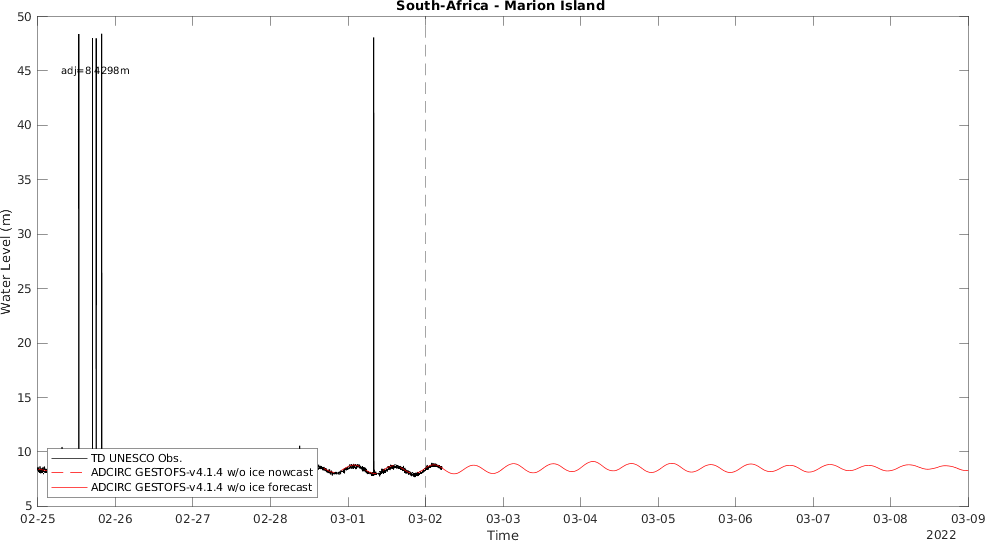 South-Africa - Marion Island
50
45
40
35
30
25
20
15
10
5
Water Level (m)
adj=8.4298m
TD UNESCO Obs.
ADCIRC GESTOFS-v4.1.4 w/o ice nowcast
ADCIRC GESTOFS-v4.1.4 w/o ice forecast
02-25 02-26 02-27 02-28 03-01 03-02 03-03 03-04 03-05 03-06 03-07 03-08 03-09
Time
2022